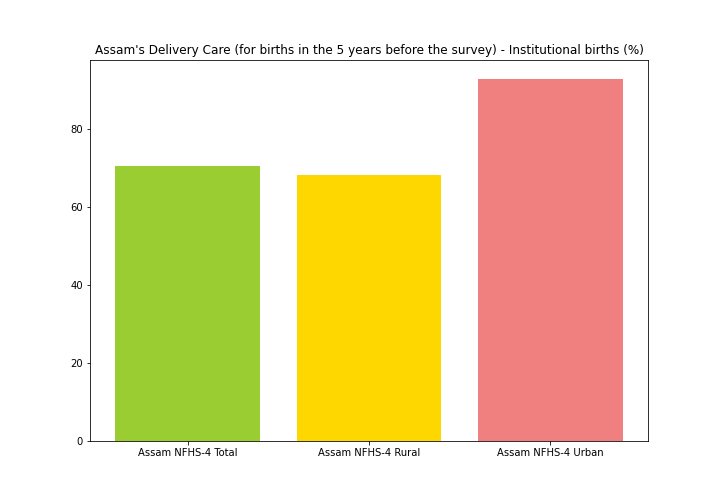 Assam's Delivery Care (for births in the 5 years before the survey) - Institutional births (%)
80
60
40
20
0
Assam NFHS-4 Total Assam NFHS-4 Rural Assam NFHS-4 Urban